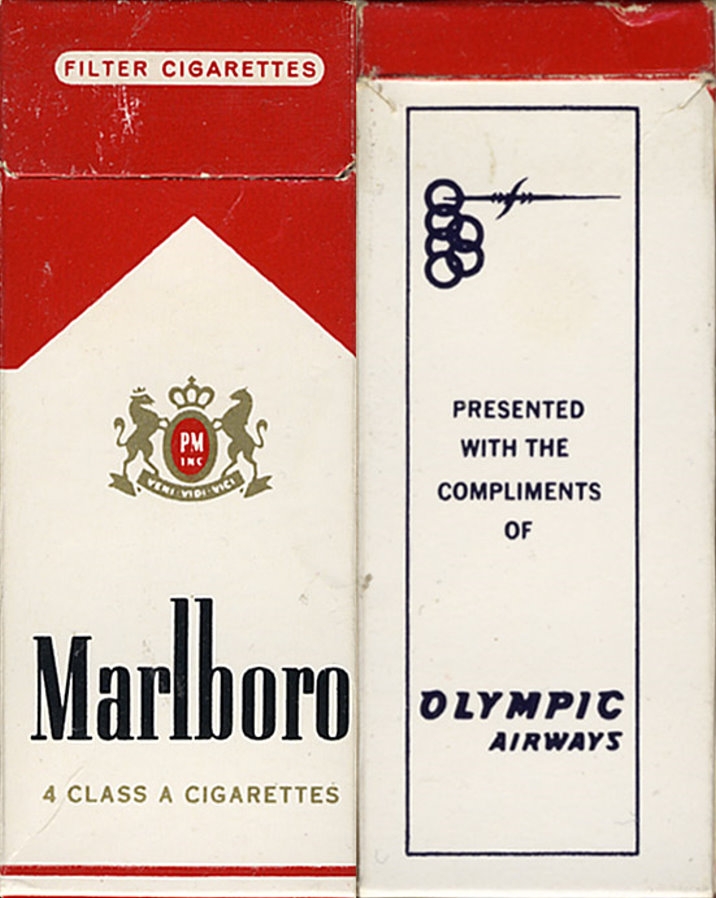 FILTER CIGARETTES
PM
INC
VENI·VIDI·VICI
Marlboro
4 CLASS A CIGARETTES
PRESENTED
WITH THE
COMPLIMENTS
OF
OLYMPIC
AIRWAYS